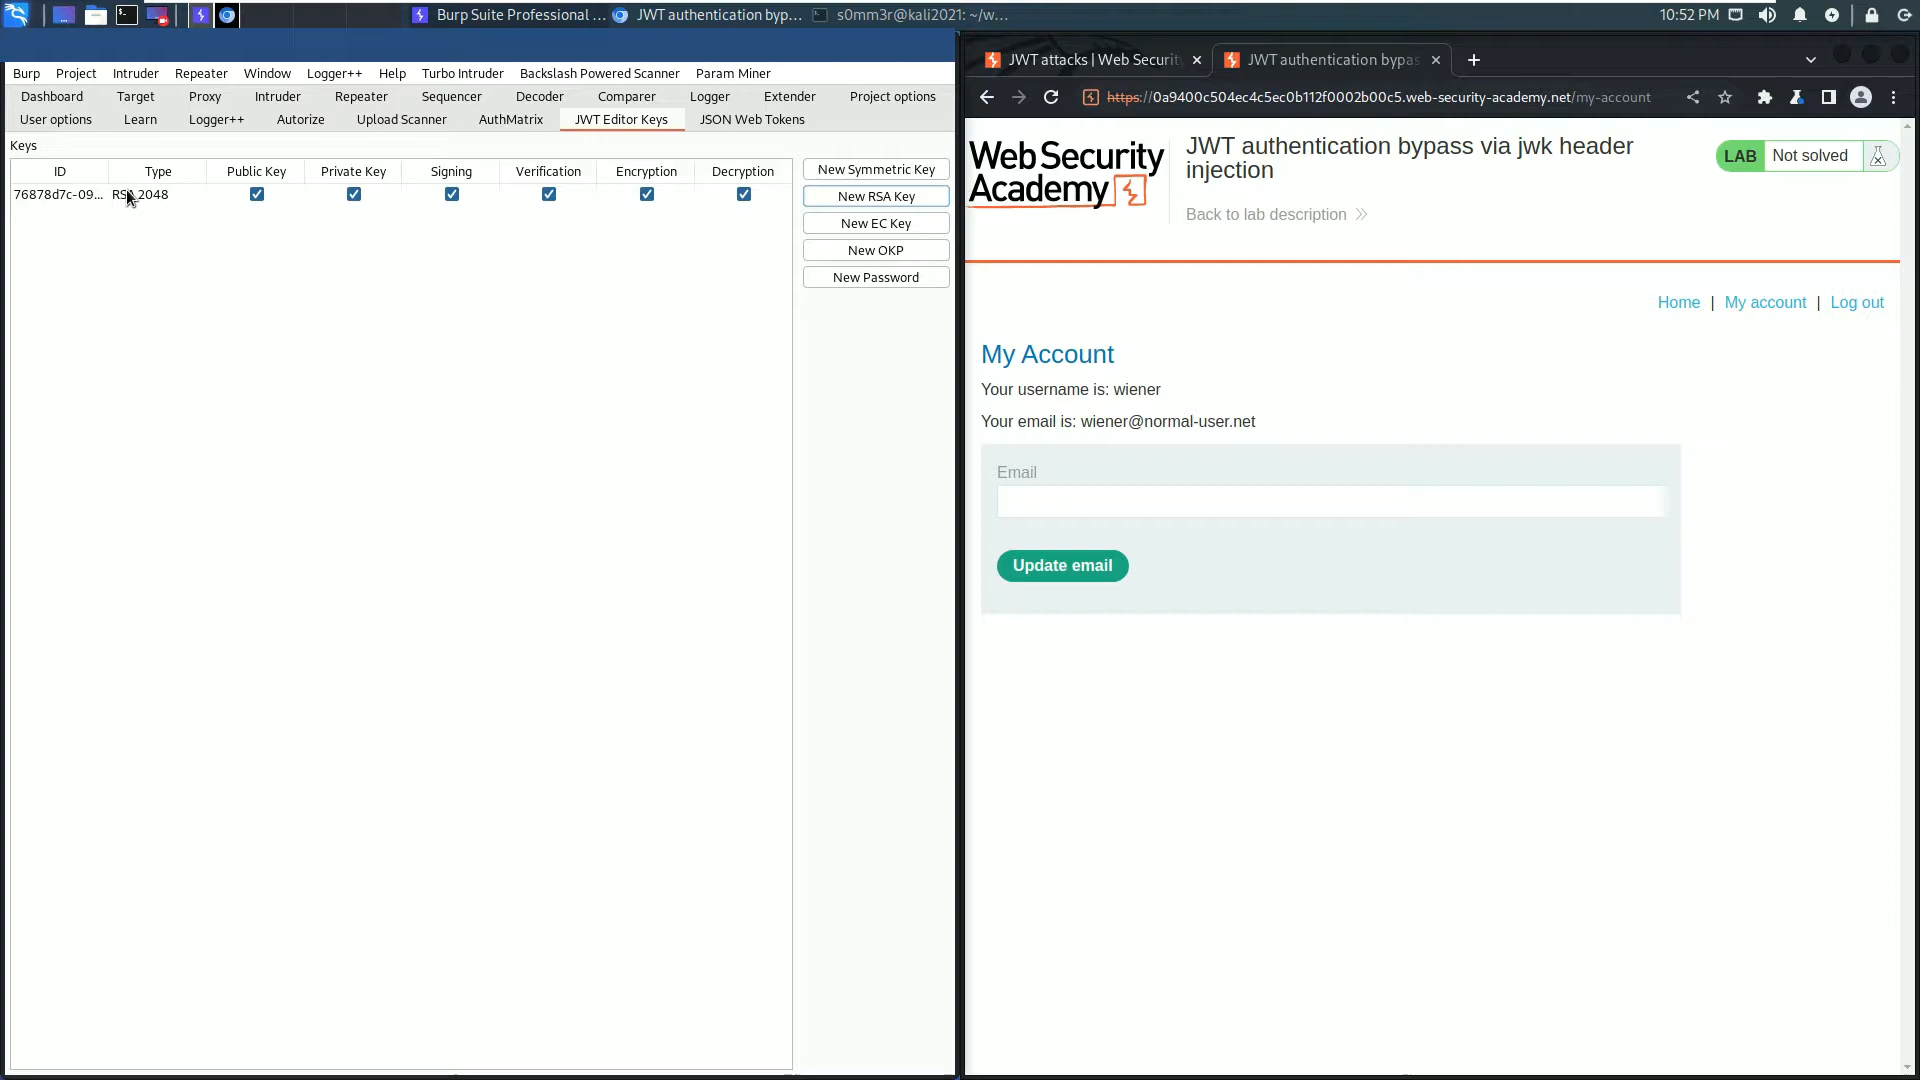 Burp Suite Professional ...
JWT authentication byp...
s0mm3r@kali2021: ~/w...
10:52 PM
Burp Project Intruder Repeater Window Logger++ Help Turbo Intruder Backslash Powered Scanner Param Miner
Dashboard Target Proxy Intruder Repeater Sequencer Decoder Comparer Logger Extender Project options
User options Learn Logger++ Autorize Upload Scanner AuthMatrix JWT Editor Keys JSON Web Tokens
Keys
ID Type Public Key Private Key Signing Verification Encryption Decryption
76878d7c-09...
2048
New Symmetric Key
New RSA Key
New EC Key
New OKP
New Password
JWT attacks | Web Securit
JWT authentication bypas
https://0a9400c504ec4c5ec0b112f0002b00c5.web-security-academy.net/my-account
Web Security
Academy
JWT authentication bypass via jwk header
injection
Back to lab description
LAB Not solved
Home | My account | Log out
My Account
Your username is: wiener
Your email is: wiener@normal-user.net
Email
Update email